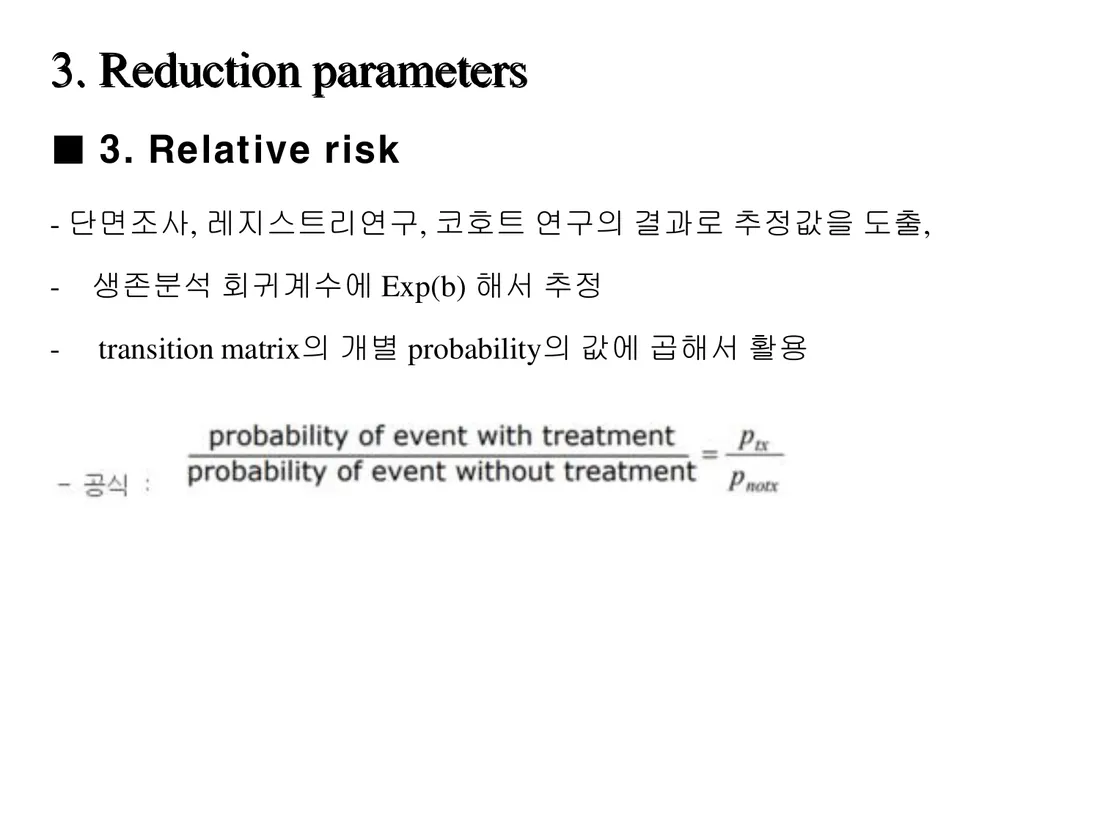 3. Reduction parameters
■ 3. Relative risk
- 단면조사, 레지스트리연구, 코호트 연구의 결과로 추정값을 도출,
- 생존분석 회귀계수에 Exp(b) 해서 추정
- transition matrix의 개별 probability의 값에 곱해서 활용
- 공식 : probability of event with treatment / probability of event without treatment = p_tx / p_notx